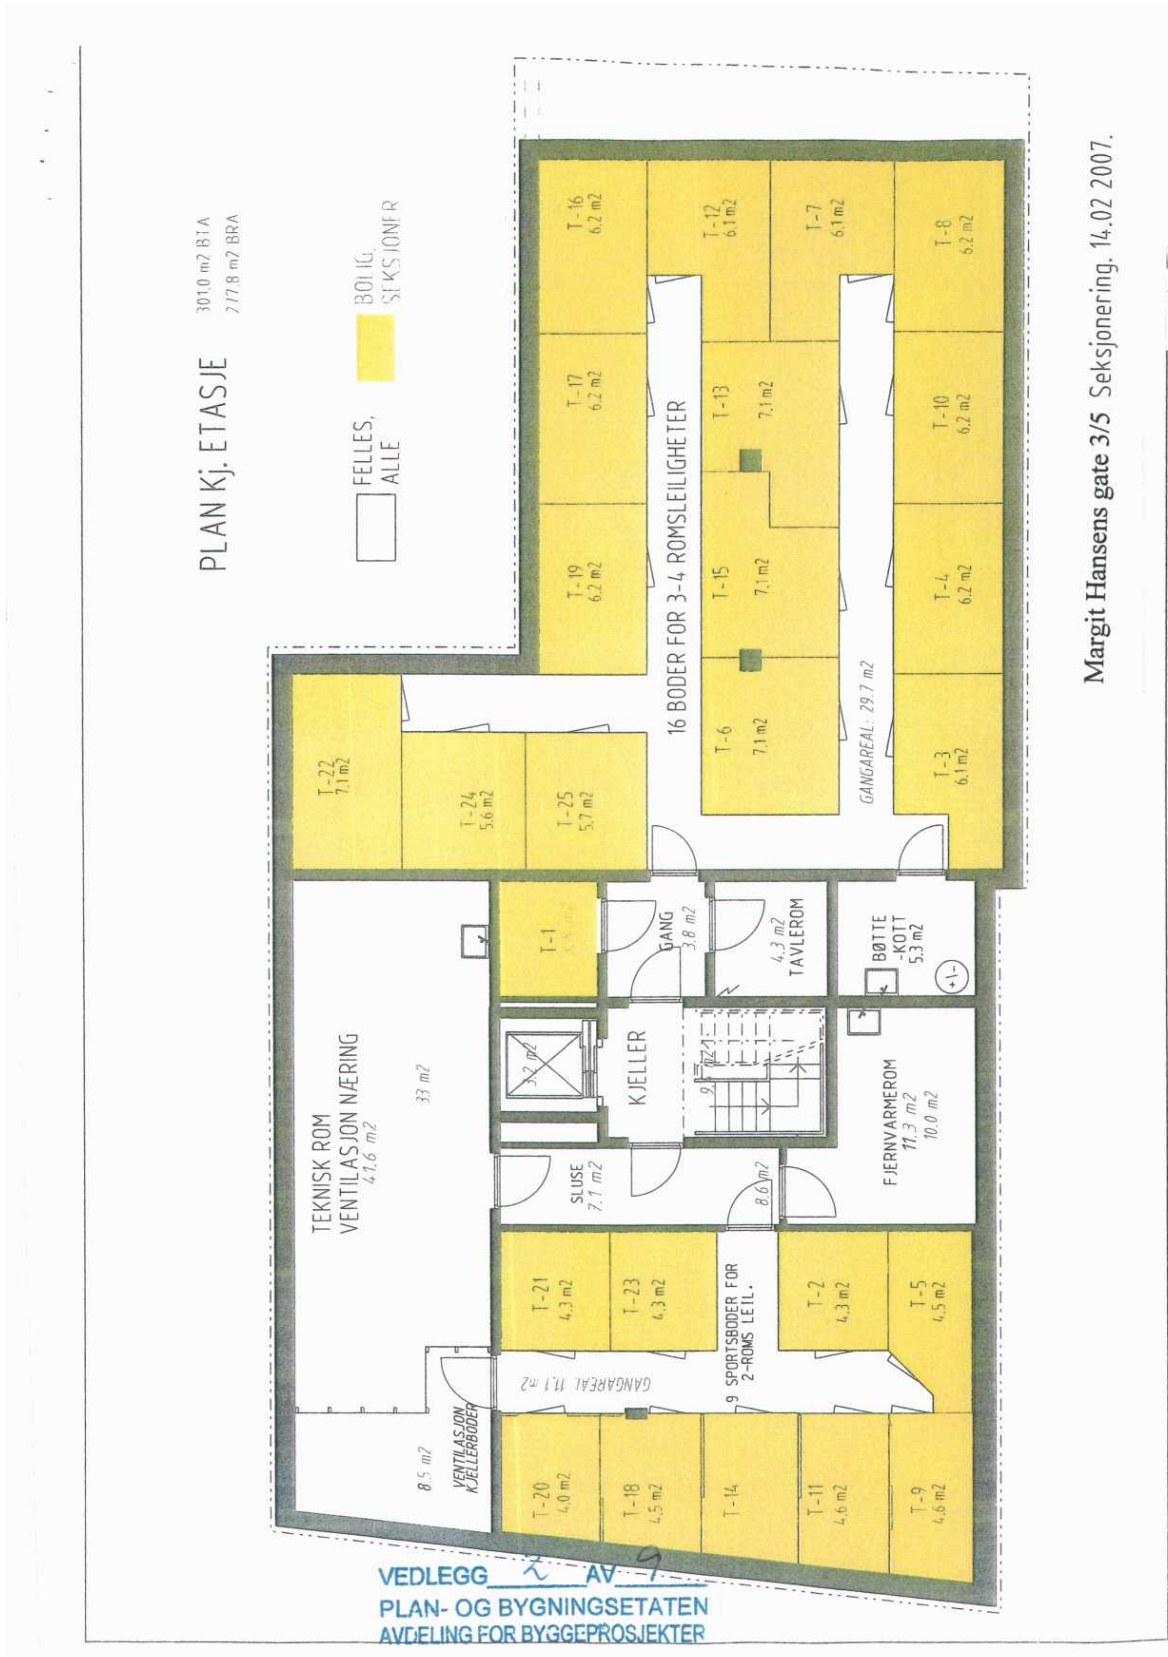 PLAN Kj. ETASJE
301.0 m2 BTA
277.8 m2 BRA
FELLES,
ALLE
BOLIG.
SEKSJONER
T-22
7.1 m2
T-24
5.6 m2
T-25
5.7 m2
T-19
6.2 m2
T-17
6.2 m2
T-16
6.2 m2
T-12
6.1 m2
T-7
6.1 m2
T-8
6.2 m2
16 BODER FOR 3-4 ROMSLEILIGHETER
T-6
7.1 m2
T-15
7.1 m2
T-13
7.1 m2
GANGAREAL: 29.7 m2
T-3
6.1 m2
T-4
6.2 m2
T-10
6.2 m2
TEKNISK ROM
VENTILASJON NÆRING
41.6 m2
33 m2
8.5 m2
VENTILASJON
KJELLERBODER
T-1
3.2 m2
KJELLER
GANG
3.8 m2
4.3 m2
TAVLEROM
BØTTE
-KOTT
5.3 m2
+/-
SLUSE
7.1 m2
8.6 m2
FJERNVARMEROM
11.3 m2
10.0 m2
T-21
4.3 m2
T-23
4.3 m2
T-2
4.3 m2
T-5
4.5 m2
GANGAREAL 11.1 m2
9 SPORTSBODER FOR
2-ROMS LEIL.
T-20
4.0 m2
T-18
4.5 m2
T-14
T-11
4.6 m2
T-9
4.6 m2
Margit Hansens gate 3/5 Seksjonering. 14.02 2007.
VEDLEGG 2 AV 9
PLAN- OG BYGNINGSETATEN
AVDELING FOR BYGGEPROSJEKTER